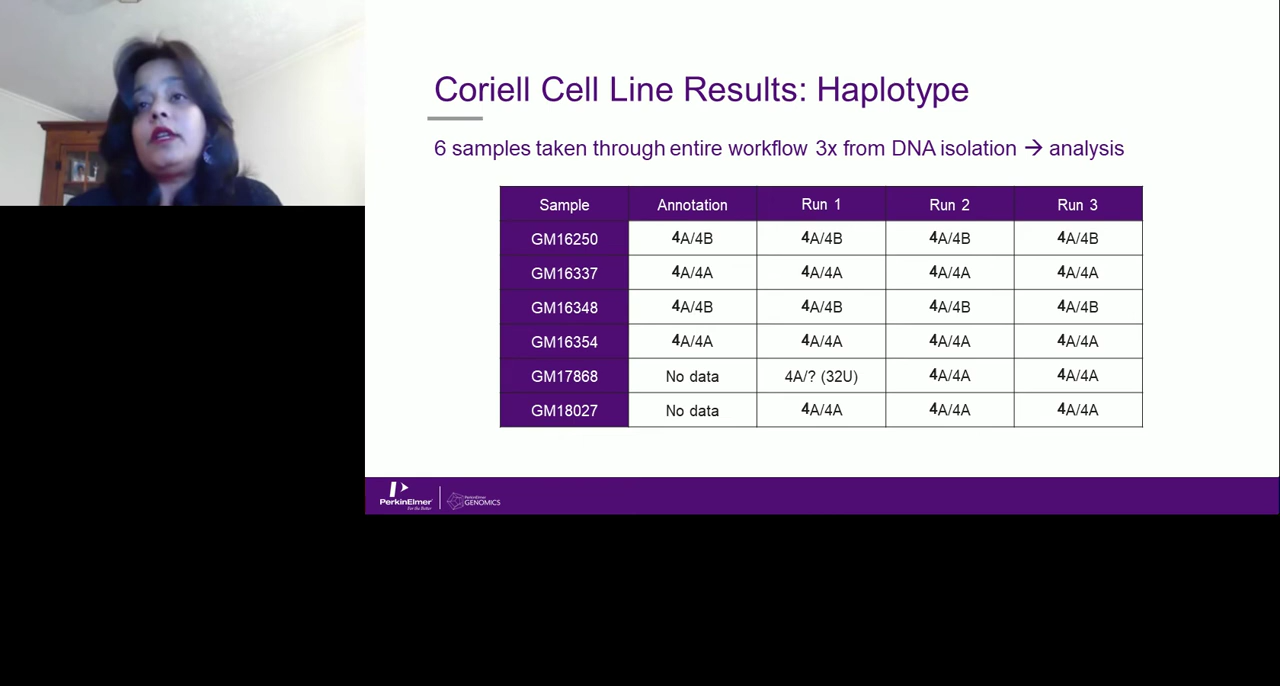 Coriell Cell Line Results: Haplotype
6 samples taken through entire workflow 3x from DNA isolation → analysis
Sample Annotation Run 1 Run 2 Run 3
GM16250 4A/4B 4A/4B 4A/4B 4A/4B
GM16337 4A/4A 4A/4A 4A/4A 4A/4A
GM16348 4A/4B 4A/4B 4A/4B 4A/4B
GM16354 4A/4A 4A/4A 4A/4A 4A/4A
GM17868 No data 4A/? (32U) 4A/4A 4A/4A
GM18027 No data 4A/4A 4A/4A 4A/4A
PerkinElmer
For the Better
PerkinElmer
GENOMICS